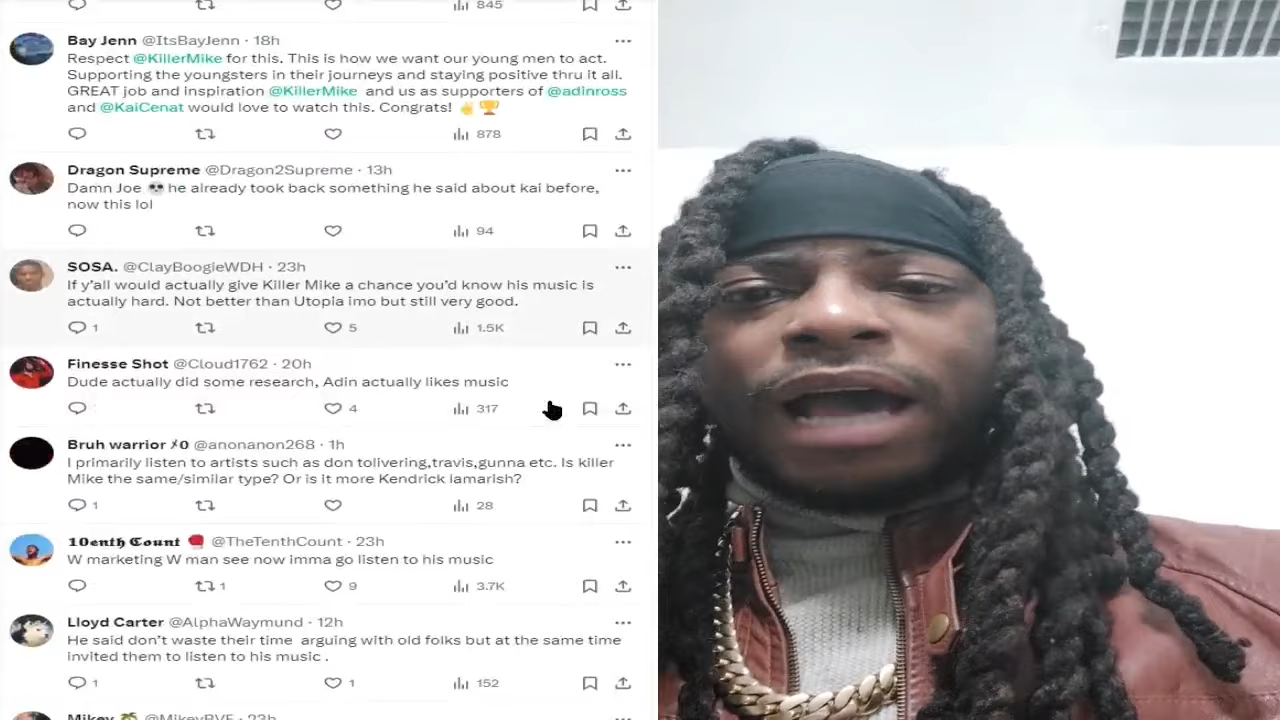 845
Bay Jenn @ItsBayJenn · 18h
Respect @KillerMike for this. This is how we want our young men to act.
Supporting the youngsters in their journeys and staying positive thru it all.
GREAT job and inspiration @KillerMike and us as supporters of @adinross
and @KaiCenat would love to watch this. Congrats! ✌️🏆
878
Dragon Supreme @Dragon2Supreme · 13h
Damn Joe 💀 he already took back something he said about kai before,
now this lol
94
SOSA. @ClayBoogieWDH · 23h
If y'all would actually give Killer Mike a chance you'd know his music is
actually hard. Not better than Utopia imo but still very good.
1 5 1.5K
Finesse Shot @Cloud1762 · 20h
Dude actually did some research, Adin actually likes music
4 317
Bruh warrior ⚡0 @anonanon268 · 1h
I primarily listen to artists such as don tolivering,travis,gunna etc. Is killer
Mike the same/similar type? Or is it more Kendrick lamarish?
1 28
10enth Count 🥊 @TheTenthCount · 23h
W marketing W man see now imma go listen to his music
1 9 3.7K
Lloyd Carter @AlphaWaymund · 12h
He said don't waste their time arguing with old folks but at the same time
invited them to listen to his music .
1 1 152
Mikey 🌴 @MikeyBVE · 23h